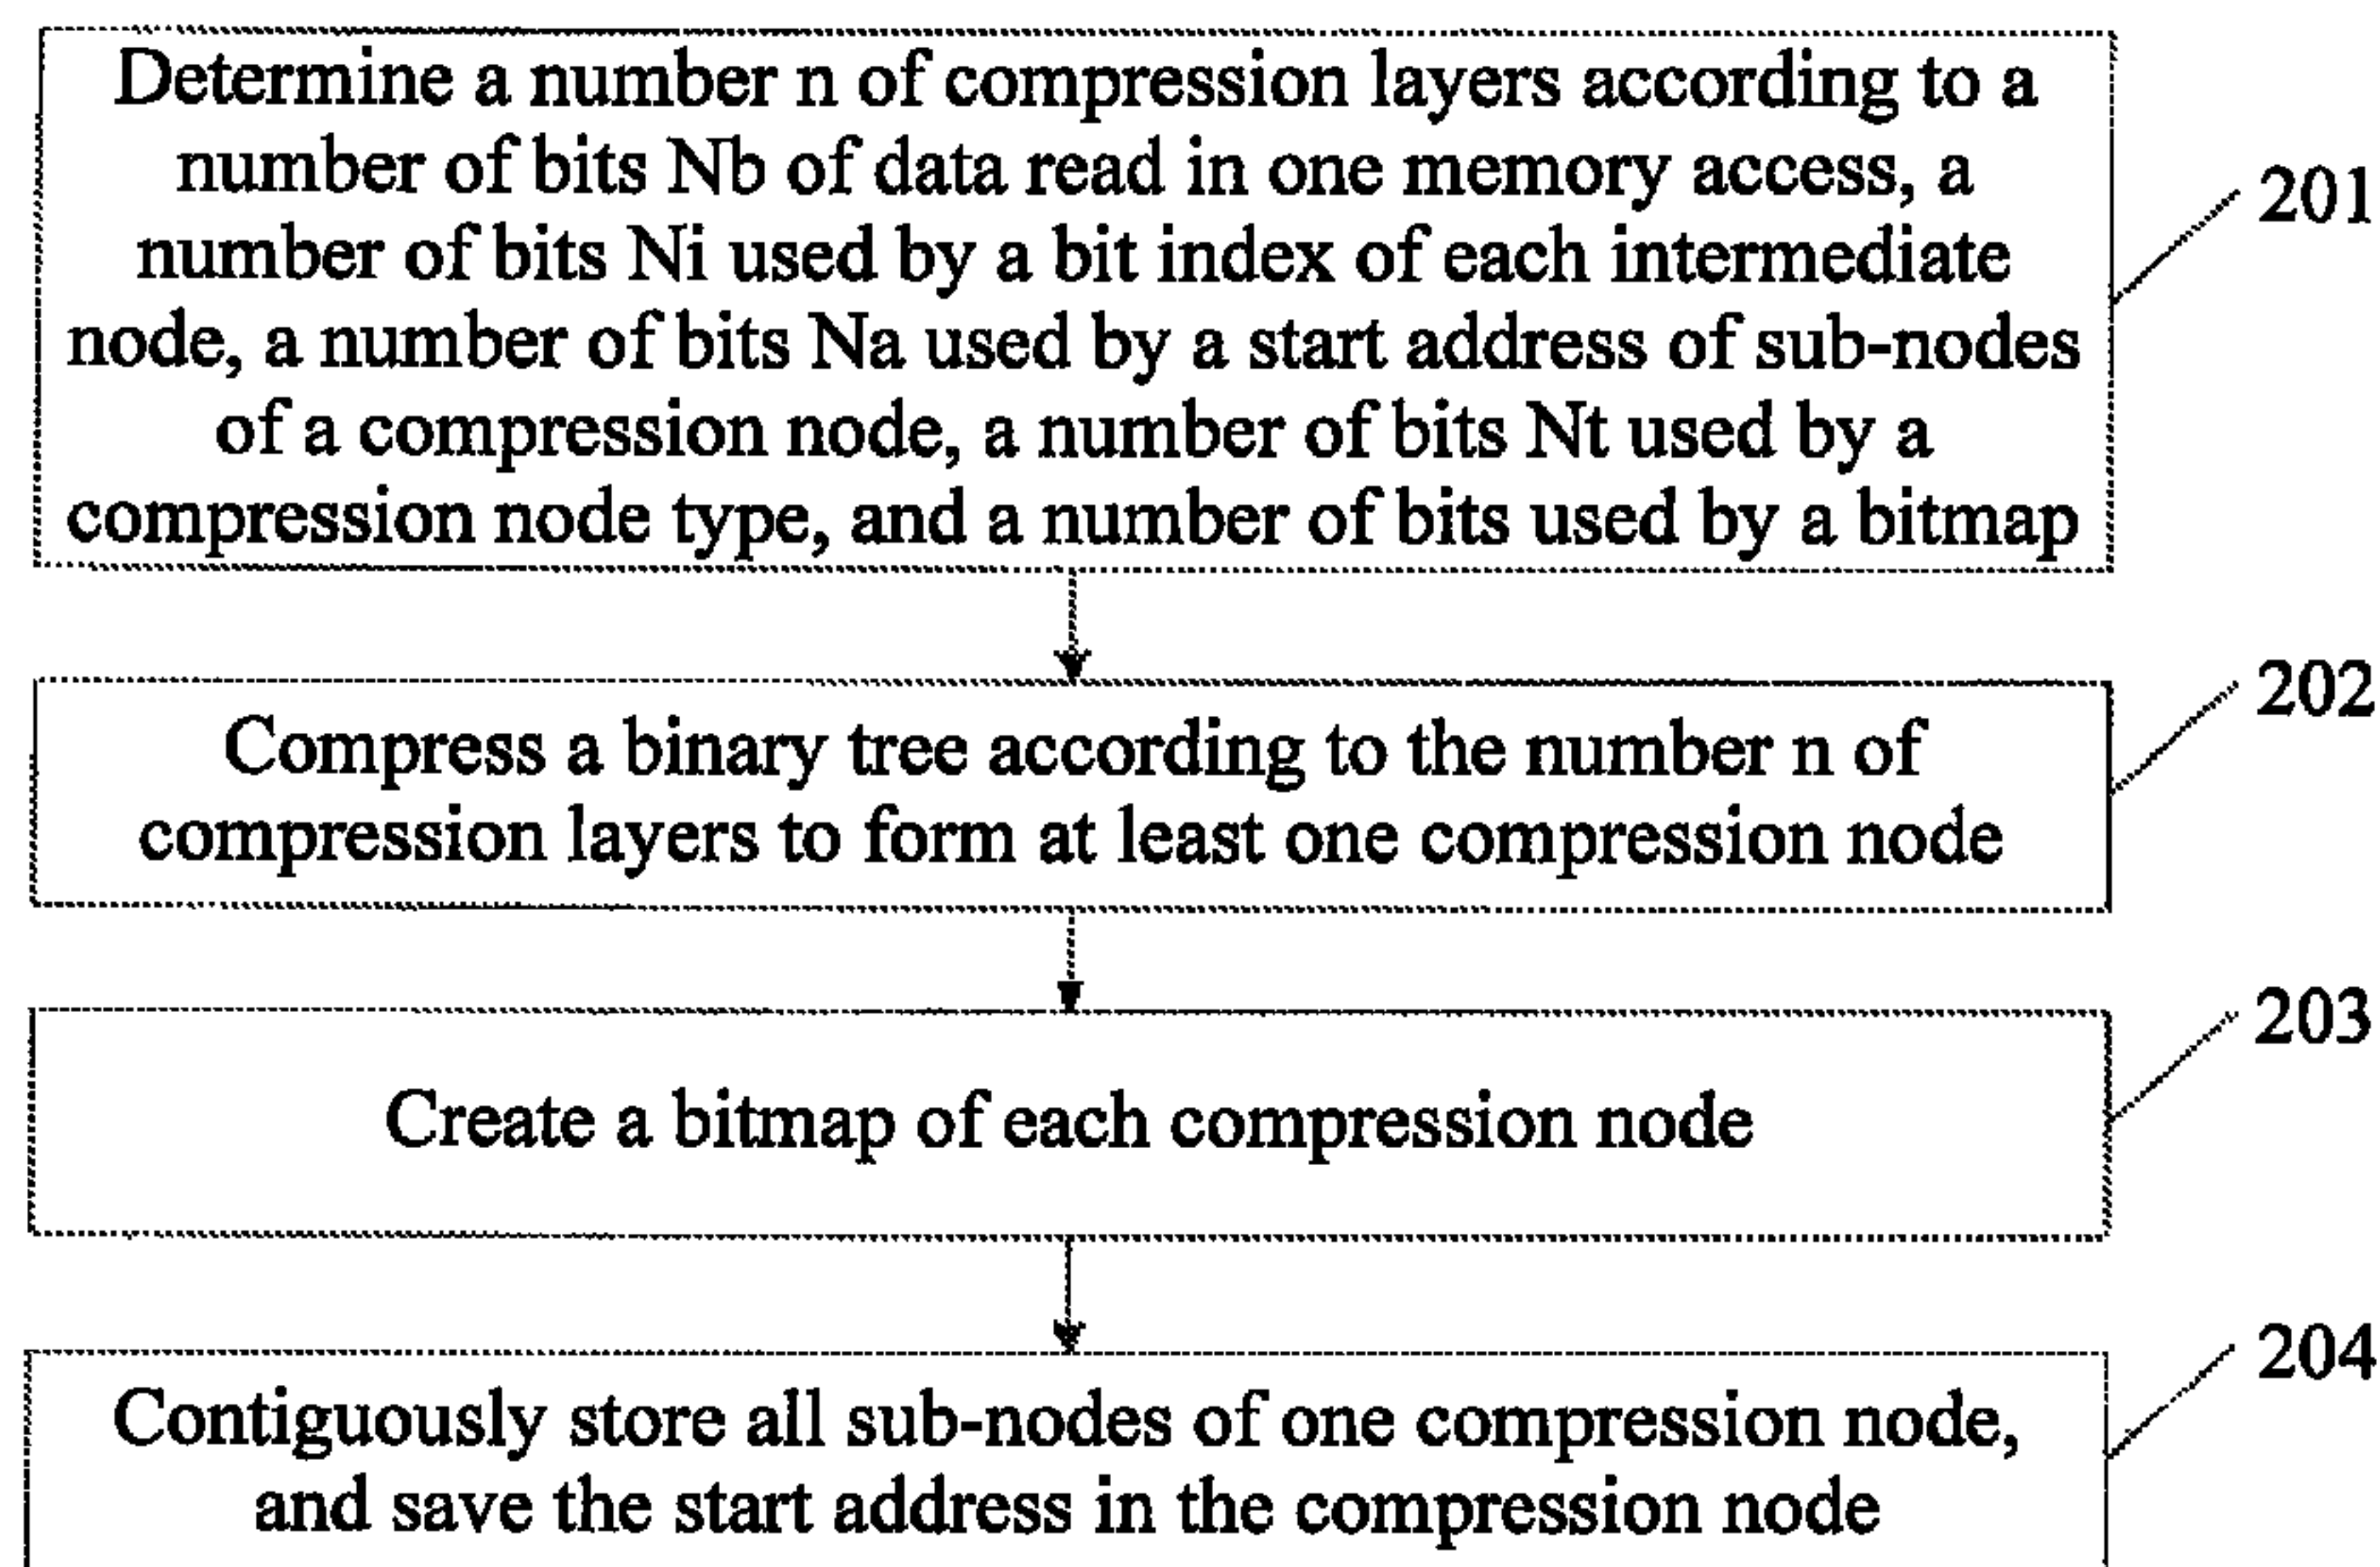 Determine a number n of compression layers according to a
number of bits Nb of data read in one memory access, a
number of bits Ni used by a bit index of each intermediate
node, a number of bits Na used by a start address of sub-nodes
of a compression node, a number of bits Nt used by a
compression node type, and a number of bits used by a bitmap
201
Compress a binary tree according to the number n of
compression layers to form at least one compression node
202
Create a bitmap of each compression node
203
Contiguously store all sub-nodes of one compression node,
and save the start address in the compression node
204